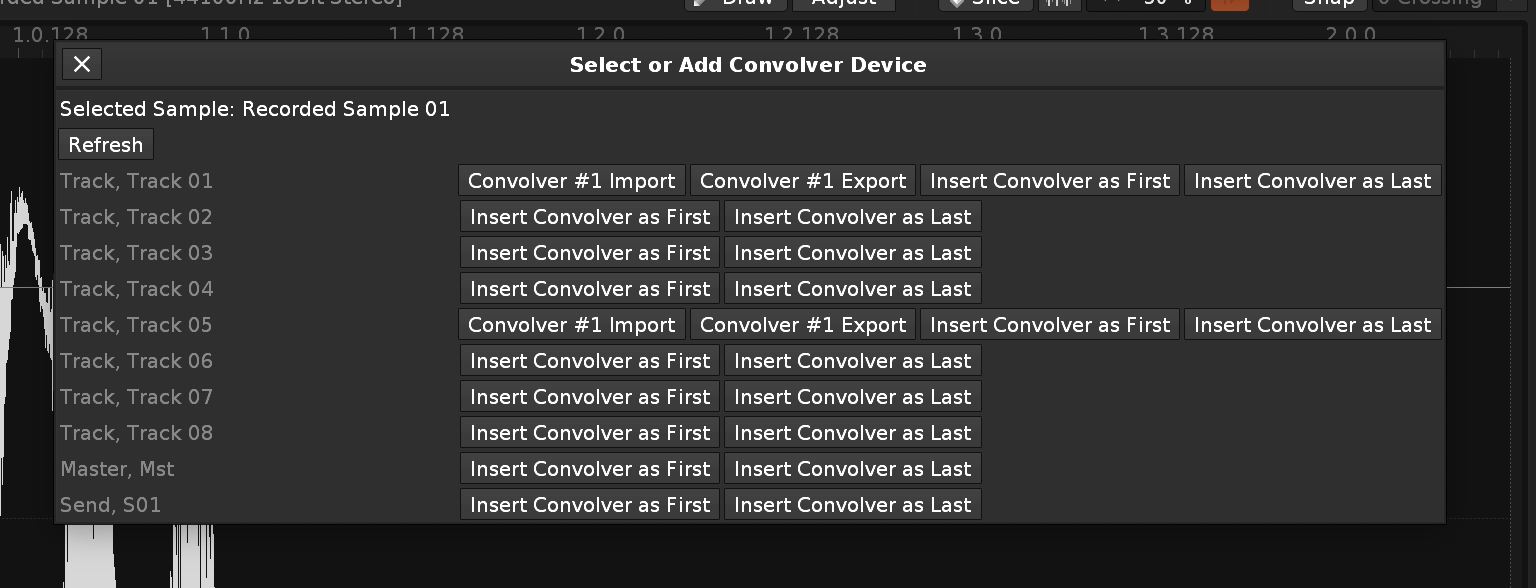 ded Sample 01 [44100Hz 16Bit Stereo] Draw Adjust Slice Snap 0 Crossing
1.0.128 1.1.0 1.1.128 1.2.0 1.2.128 1.3.0 1.3.128 2.0.0
Select or Add Convolver Device
Selected Sample: Recorded Sample 01
Refresh
Track, Track 01 Convolver #1 Import Convolver #1 Export Insert Convolver as First Insert Convolver as Last
Track, Track 02 Insert Convolver as First Insert Convolver as Last
Track, Track 03 Insert Convolver as First Insert Convolver as Last
Track, Track 04 Insert Convolver as First Insert Convolver as Last
Track, Track 05 Convolver #1 Import Convolver #1 Export Insert Convolver as First Insert Convolver as Last
Track, Track 06 Insert Convolver as First Insert Convolver as Last
Track, Track 07 Insert Convolver as First Insert Convolver as Last
Track, Track 08 Insert Convolver as First Insert Convolver as Last
Master, Mst Insert Convolver as First Insert Convolver as Last
Send, S01 Insert Convolver as First Insert Convolver as Last